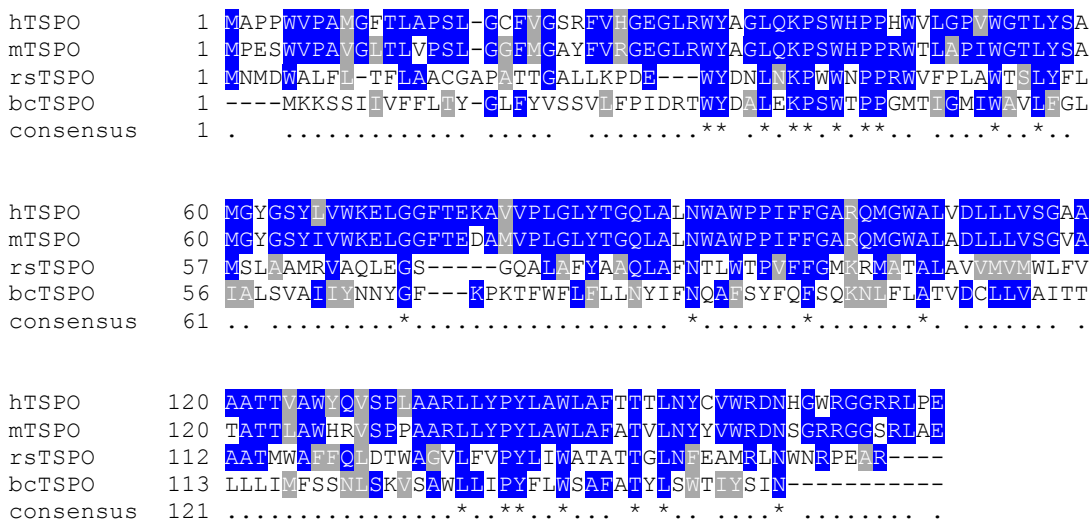 hTSPO 1 MAPPWVPAMGFTLAPSL-GCFVGSRFVHGEGLRWYAGLQKPSWHPPHWVLGPVWGTLYSA
mTSPO 1 MPESWVPAVGLTLVPSL-GGFMGAYFVRGEGLRWYAGLQKPSWHPPRWTLAPIWGTLYSA
rsTSPO 1 MNMDWALFL-TFLAACGAPATTGALLKPDE---WYDNLNKPWWNPPRWVFPLAWTSLYFL
bcTSPO 1 ----MKKSSIIVFFLTY-GLFYVSSVLFPIDRTWYDALEKPSWTPPGMTIGMIWAVLFGL
consensus 1 .   ............. .....  ........** .*.**.*.**.. ....*..*. .
hTSPO 60 MGYGSYLVWKELGGFTEKAVVPLGLYTGQLALNWAWPPIFFGARQMGWALVDLLLVSGAA
mTSPO 60 MGYGSYIVWKELGGFTEDAMVPLGLYTGQLALNWAWPPIFFGARQMGWALADLLLVSGVA
rsTSPO 57 MSLAAMRVAQLEGS-----GQALAFYAAQLAFNTLWTPVFFGMKRMATALAVVMVMWLFV
bcTSPO 56 IALSVAIIYNNYGF---KPKTFWFLFLLNYIFNQAFSYFQFSQKNLFLATVDCLLVAITT
consensus 61 .. .........*.................. *.......*.......*. ....... .
hTSPO 120 AATTVAWYQVSPLAARLLYPYLAWLAFTTTLNYCVWRDNHGWRGGRRLPE
mTSPO 120 TATTLAWHRVSPPAARLLYPYLAWLAFATVLNYYVWRDNSGRRGGSRLAE
rsTSPO 112 AATMWAFFQLDTWAGVLFVPYLIWATATTGLNFEAMRLNWNRPEAR----
bcTSPO 113 LLLIMFSSNLSKVSAWLLIPYFLWSAFATYLSWTIYSIN-----------
consensus 121 ................*..**..*....*.*.. ....* .......